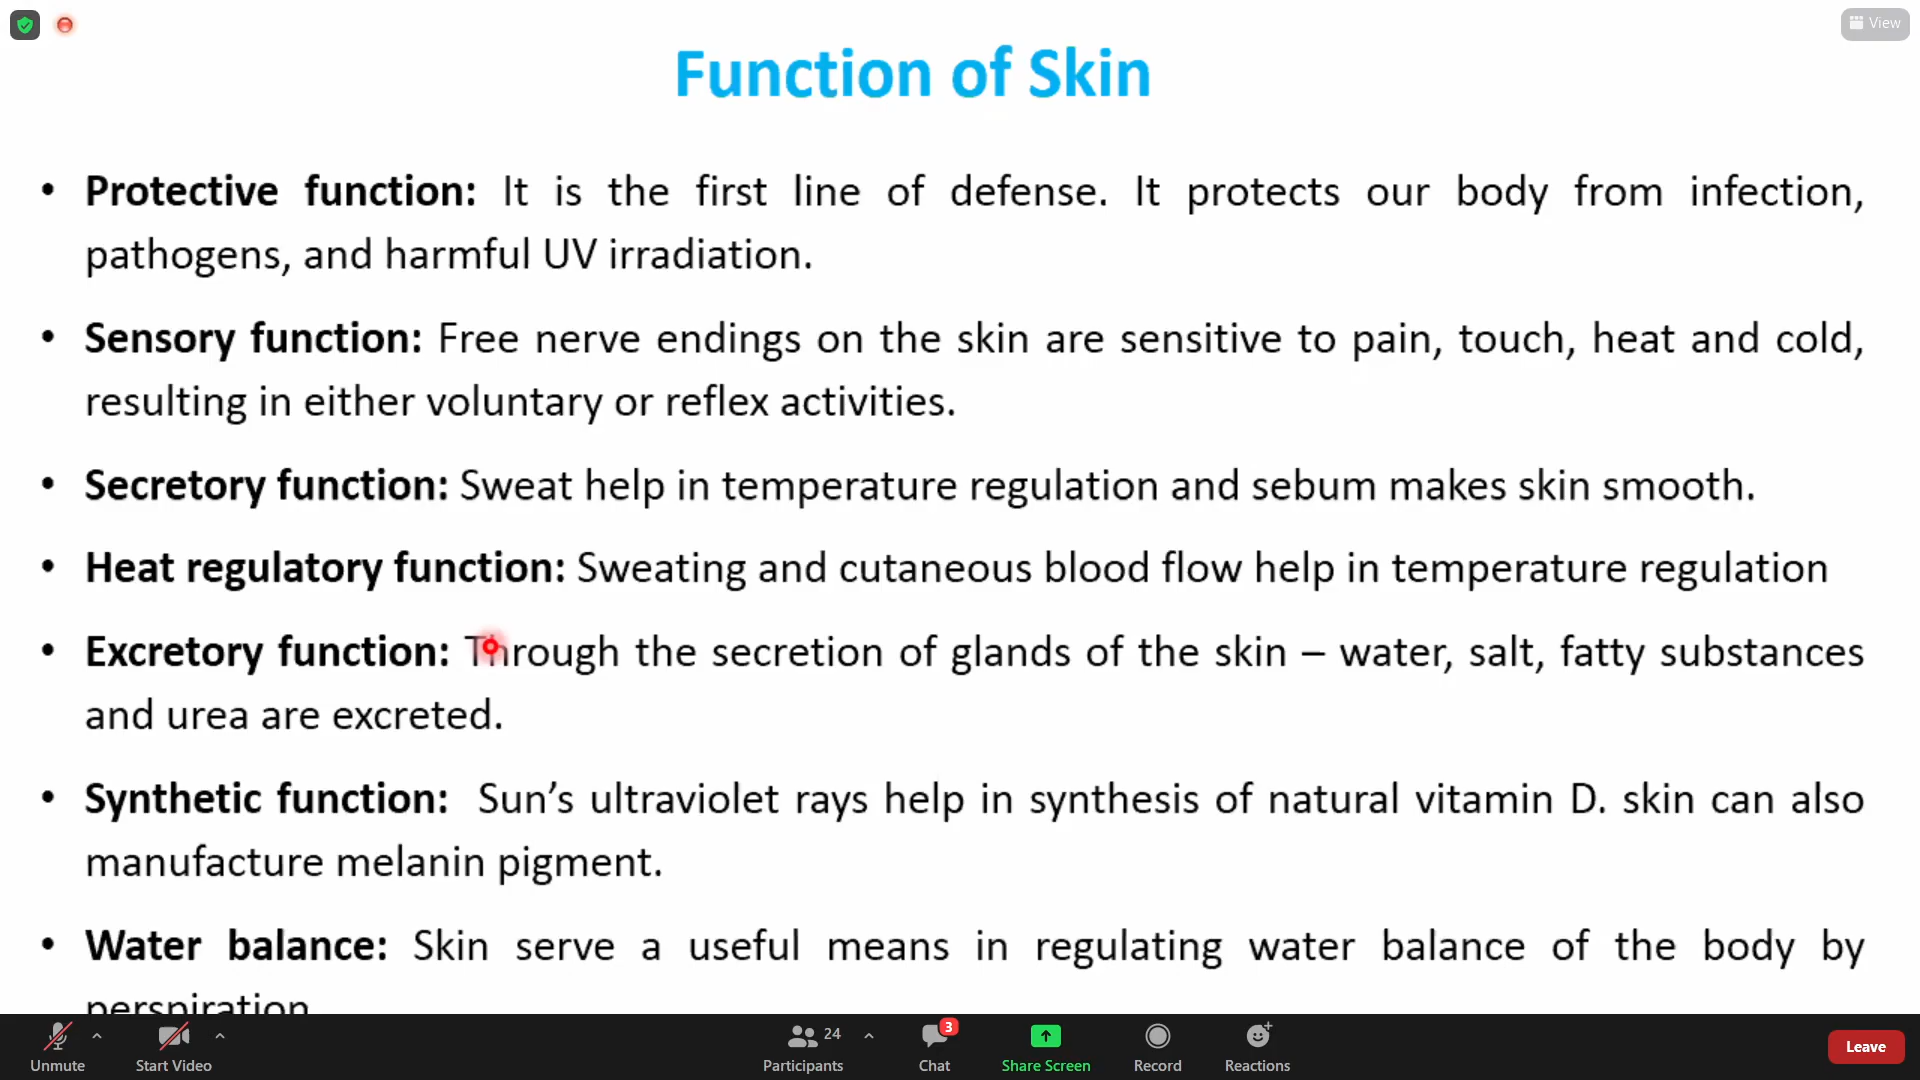 View
Function of Skin
• Protective function: It is the first line of defense. It protects our body from infection,
pathogens, and harmful UV irradiation.
• Sensory function: Free nerve endings on the skin are sensitive to pain, touch, heat and cold,
resulting in either voluntary or reflex activities.
• Secretory function: Sweat help in temperature regulation and sebum makes skin smooth.
• Heat regulatory function: Sweating and cutaneous blood flow help in temperature regulation
• Excretory function: Through the secretion of glands of the skin – water, salt, fatty substances
and urea are excreted.
• Synthetic function:  Sun’s ultraviolet rays help in synthesis of natural vitamin D. skin can also
manufacture melanin pigment.
• Water balance: Skin serve a useful means in regulating water balance of the body by
perspiration
24 3
Unmute Start Video Participants Chat Share Screen Record Reactions Leave